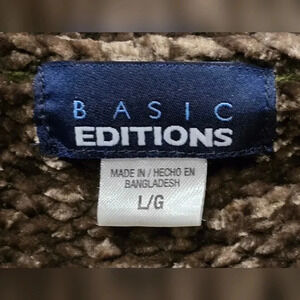 BASIC
EDITIONS
MADE IN / HECHO EN
BANGLADESH
L/G